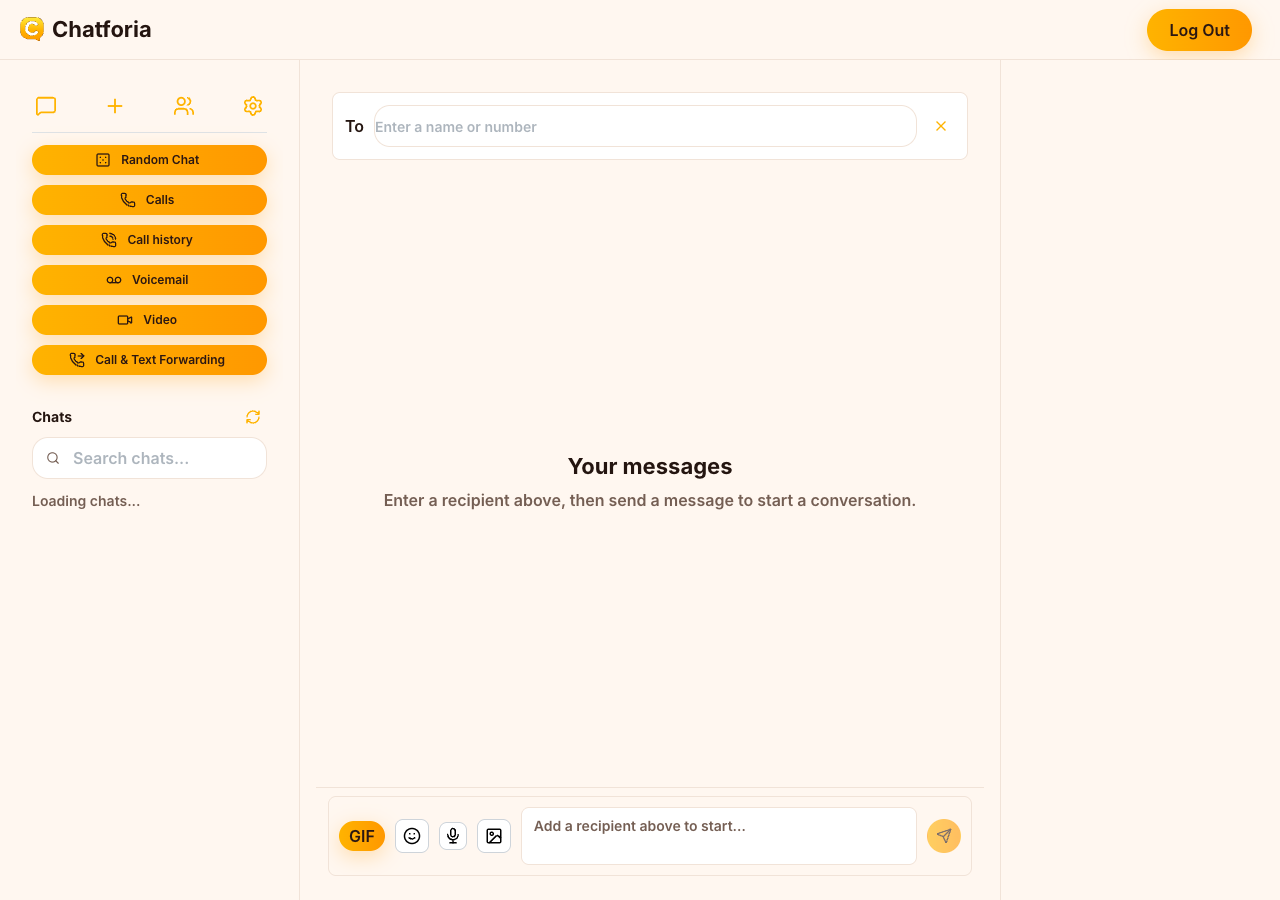 Chatforia
Log Out
To
Enter a name or number
Random Chat
Calls
Call history
Voicemail
Video
Call & Text Forwarding
Chats
Search chats...
Loading chats...
Your messages
Enter a recipient above, then send a message to start a conversation.
GIF
Add a recipient above to start...